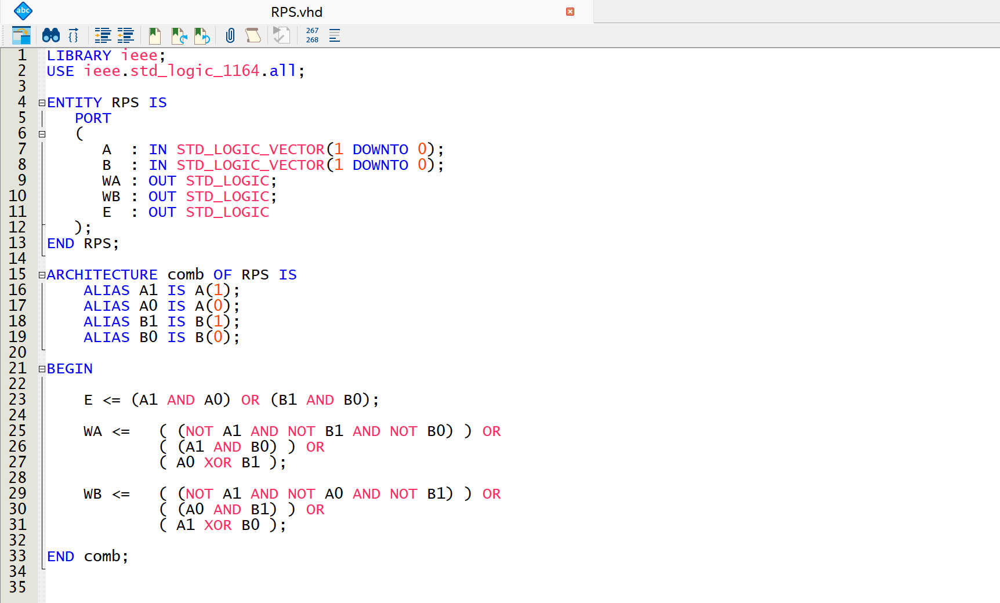 abc
RPS.vhd
267
268
1 LIBRARY ieee;
2 USE ieee.std_logic_1164.all;
3
4 ENTITY RPS IS
5 PORT
6 (
7 A : IN STD_LOGIC_VECTOR(1 DOWNTO 0);
8 B : IN STD_LOGIC_VECTOR(1 DOWNTO 0);
9 WA : OUT STD_LOGIC;
10 WB : OUT STD_LOGIC;
11 E : OUT STD_LOGIC
12 );
13 END RPS;
14
15 ARCHITECTURE comb OF RPS IS
16 ALIAS A1 IS A(1);
17 ALIAS A0 IS A(0);
18 ALIAS B1 IS B(1);
19 ALIAS B0 IS B(0);
20
21 BEGIN
22
23 E <= (A1 AND A0) OR (B1 AND B0);
24
25 WA <= ( (NOT A1 AND NOT B1 AND NOT B0) ) OR
26 ( (A1 AND B0) ) OR
27 ( A0 XOR B1 );
28
29 WB <= ( (NOT A1 AND NOT A0 AND NOT B1) ) OR
30 ( (A0 AND B1) ) OR
31 ( A1 XOR B0 );
32
33 END comb;
34
35